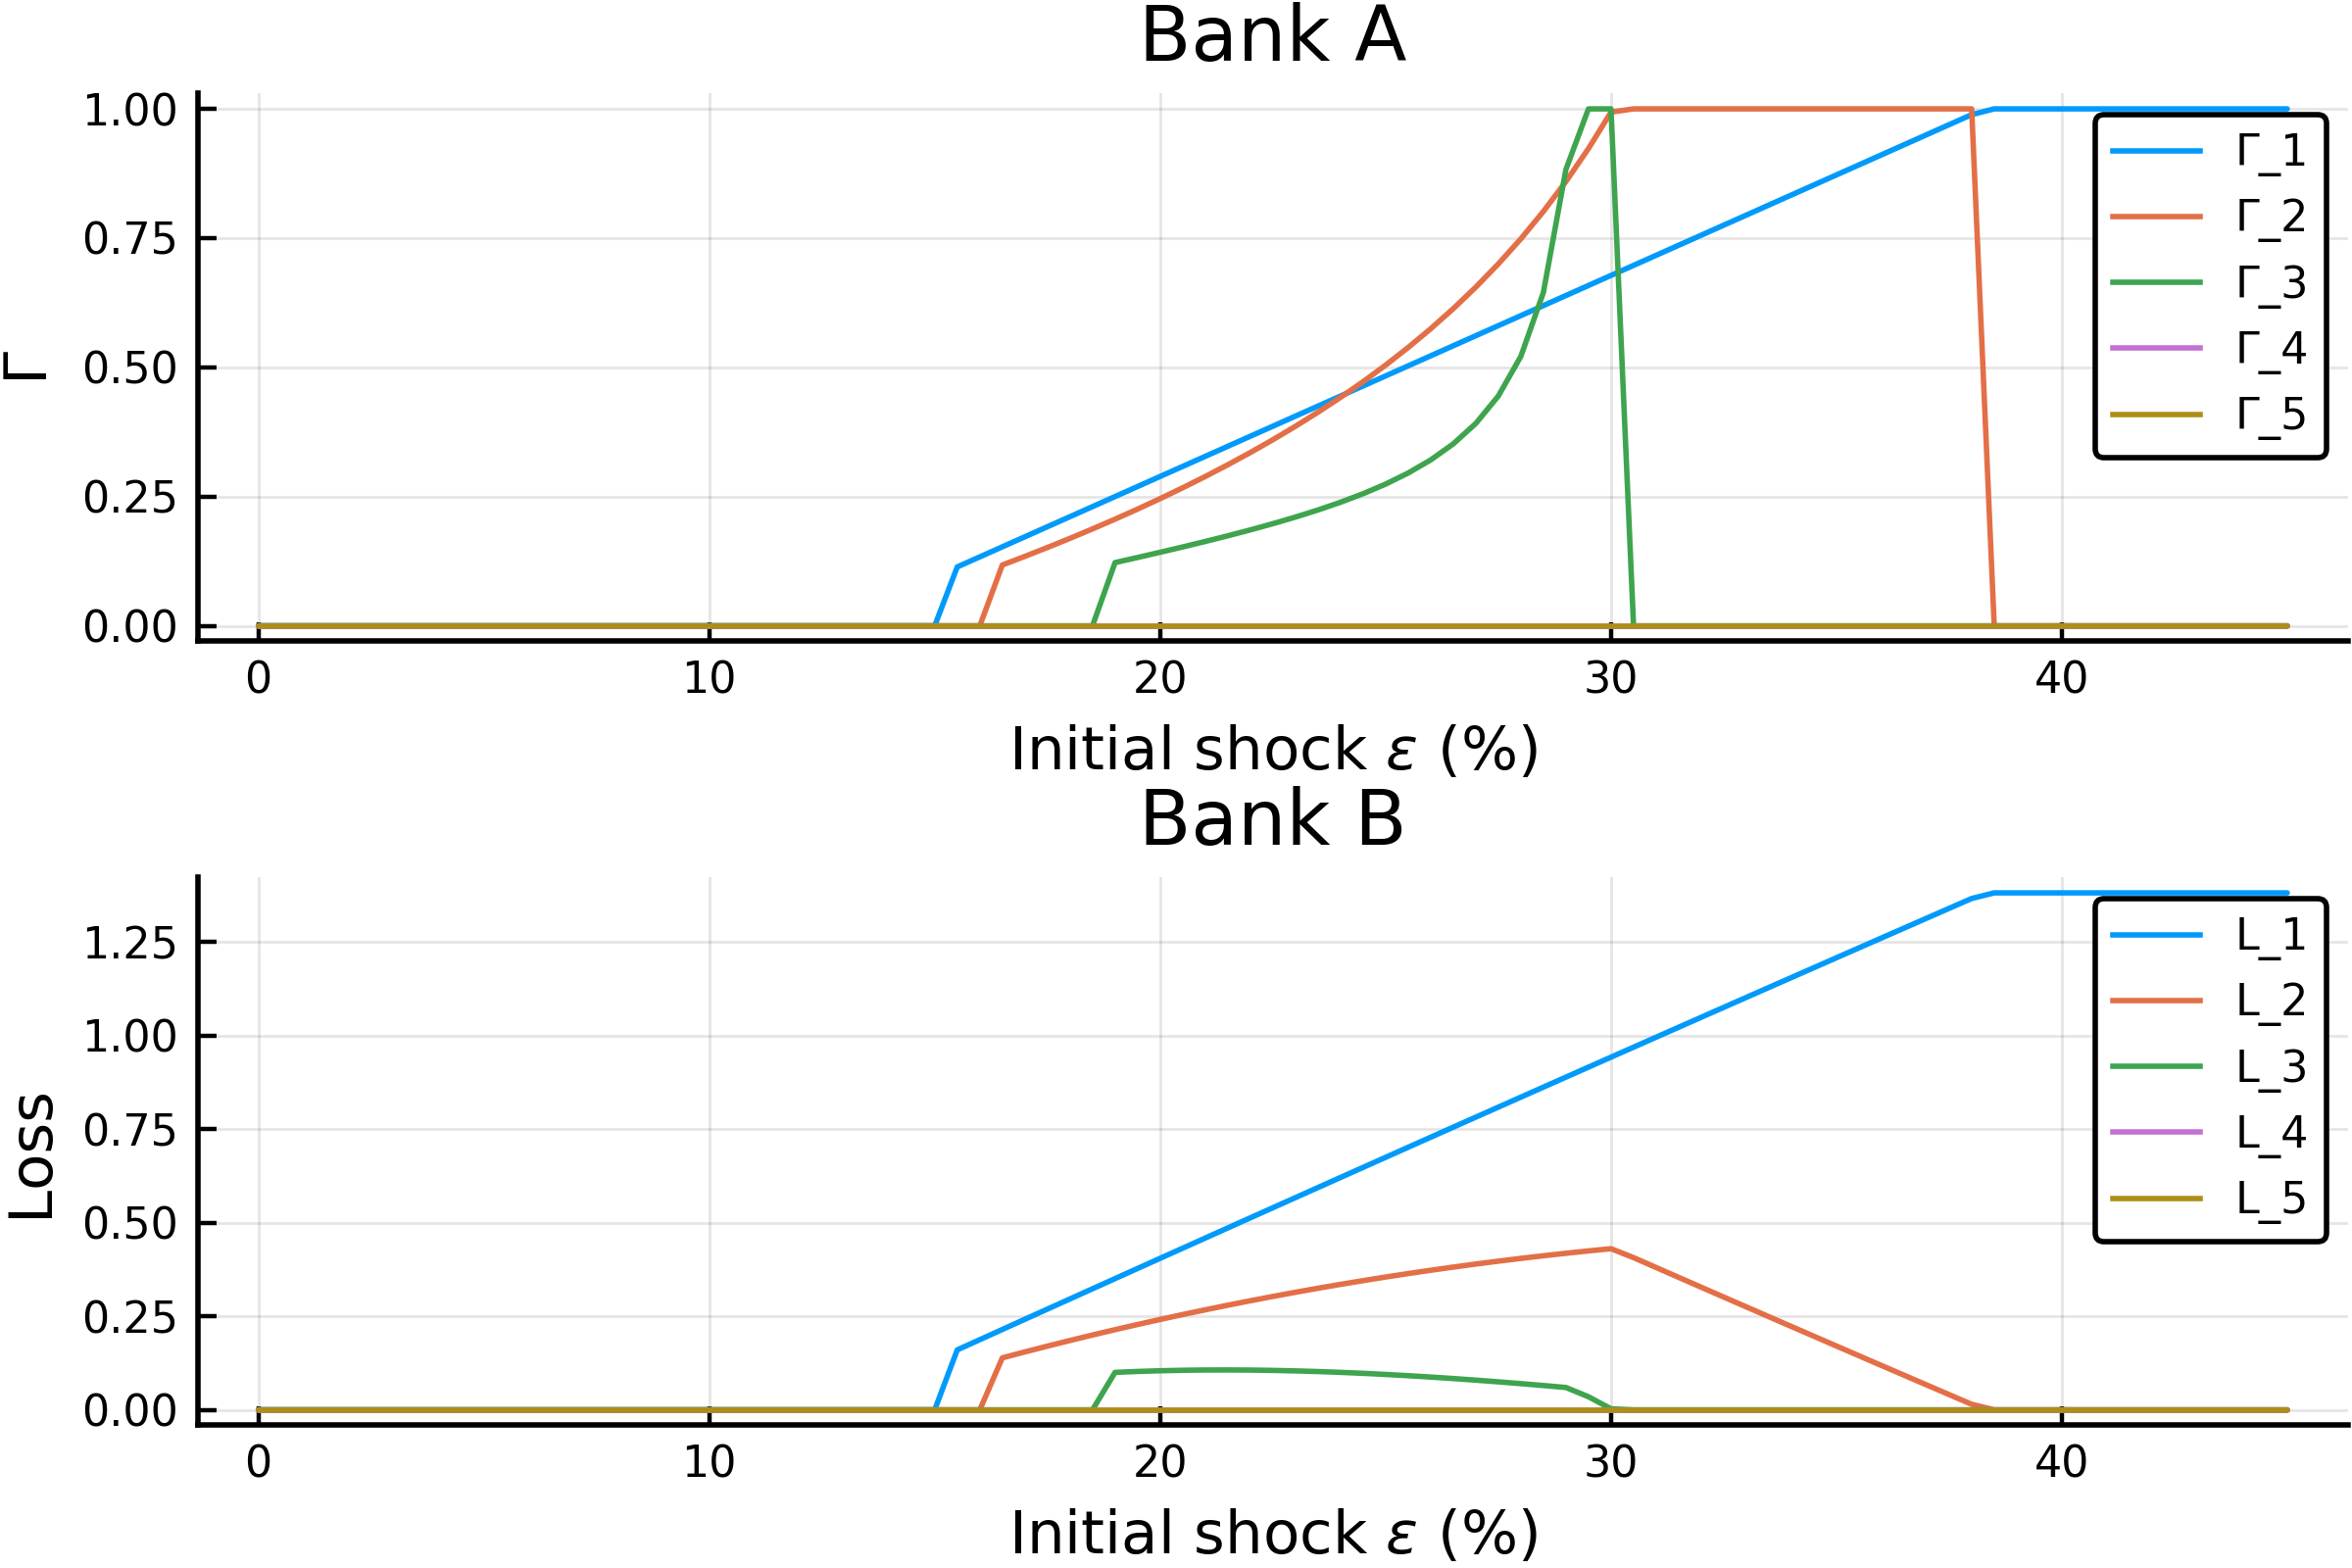 Bank A
1.00
0.75
0.50
0.25
0.00
Γ
Γ_1
Γ_2
Γ_3
Γ_4
Γ_5
0 10 20 30 40
Initial shock ε (%)
Bank B
1.25
1.00
0.75
0.50
0.25
0.00
Loss
L_1
L_2
L_3
L_4
L_5
0 10 20 30 40
Initial shock ε (%)